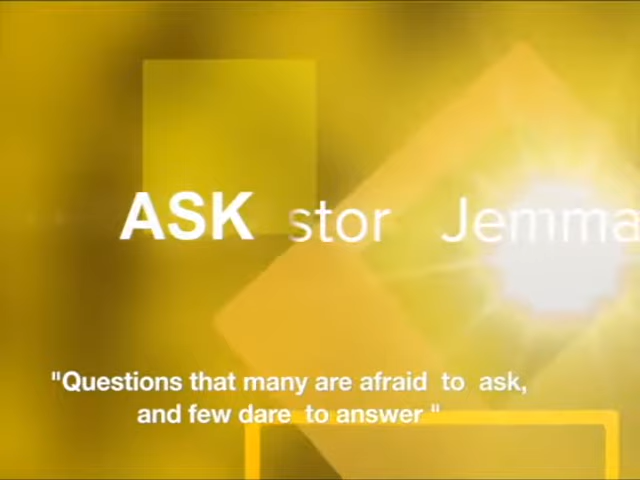 ASK stor Jemma
"Questions that many are afraid to ask,
and few dare to answer "